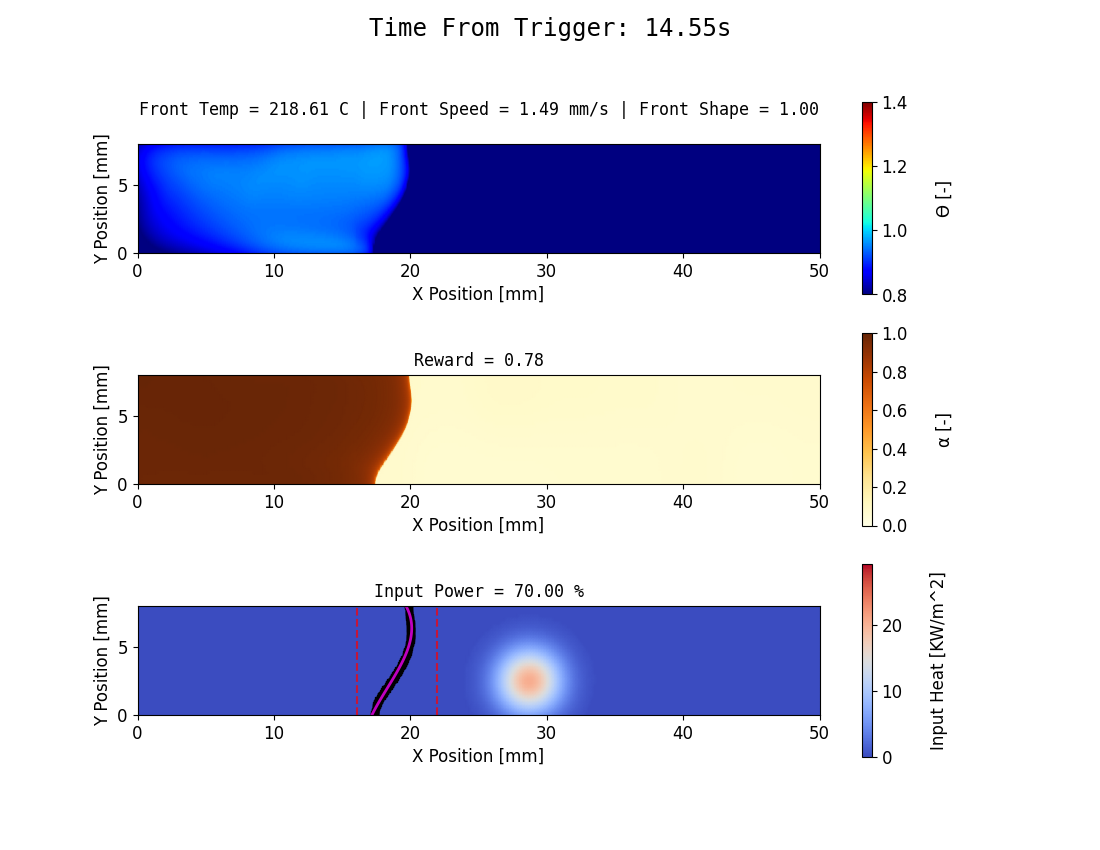 Time From Trigger: 14.55s
Front Temp = 218.61 C | Front Speed = 1.49 mm/s | Front Shape = 1.00
Y Position [mm]
5
0
0 10 20 30 40 50
X Position [mm]
1.4
1.2
1.0
0.8
Θ [-]
Reward = 0.78
Y Position [mm]
5
0
0 10 20 30 40 50
X Position [mm]
1.0
0.8
0.6
0.4
0.2
0.0
α [-]
Input Power = 70.00 %
Y Position [mm]
5
0
0 10 20 30 40 50
X Position [mm]
20
10
0
Input Heat [KW/m^2]